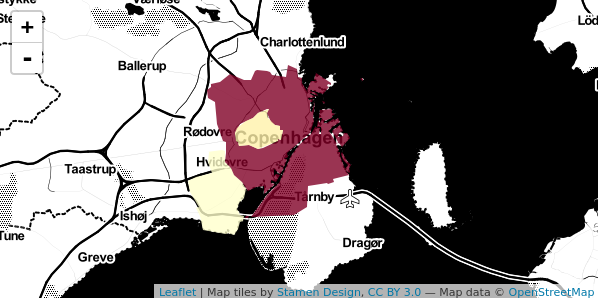 stykke
Værløse
+
-
Charlottenlund
Ballerup
Rødovre
Copenhagen
Hvidovre
Taastrup
Tårnby
Ishøj
Tune
Dragør
Greve
Leaflet | Map tiles by Stamen Design, CC BY 3.0 — Map data © OpenStreetMap